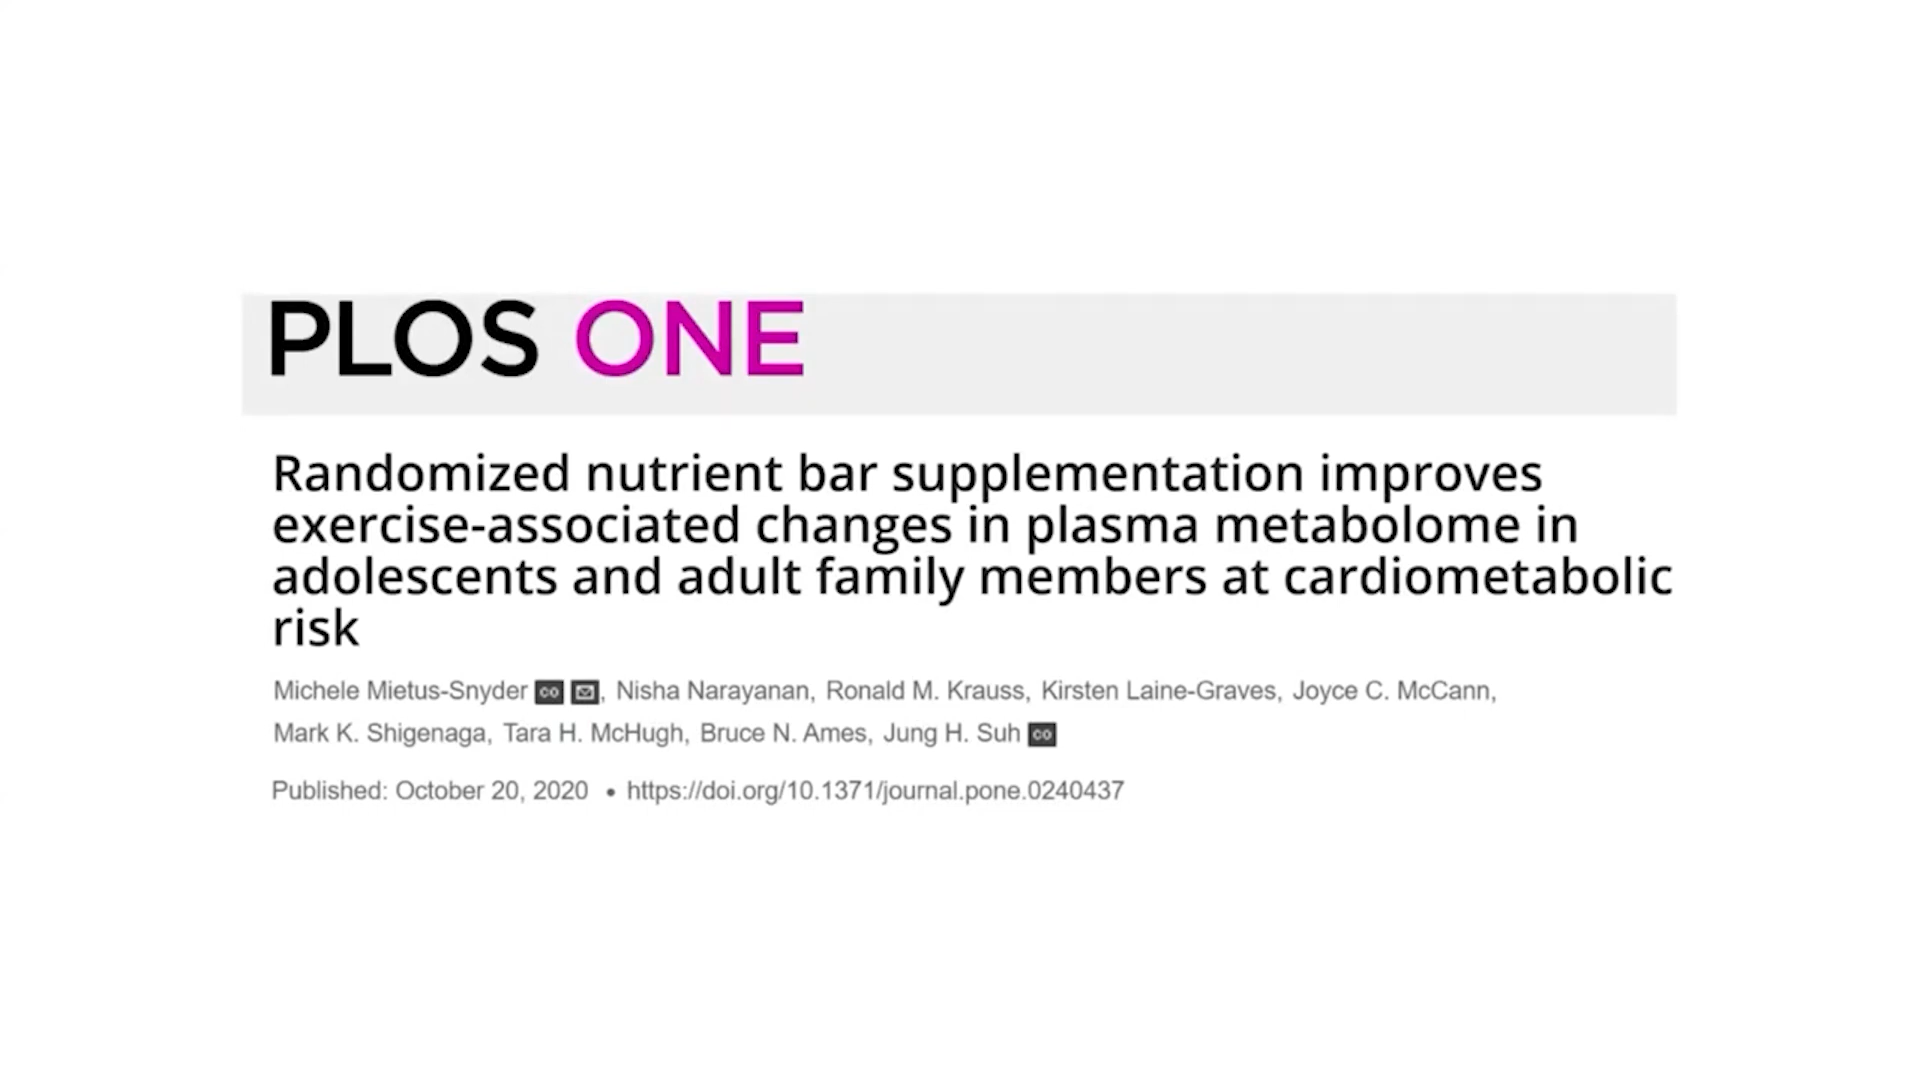 PLOS ONE
Randomized nutrient bar supplementation improves
exercise-associated changes in plasma metabolome in
adolescents and adult family members at cardiometabolic
risk
Michele Mietus-Snyder co , Nisha Narayanan, Ronald M. Krauss, Kirsten Laine-Graves, Joyce C. McCann,
Mark K. Shigenaga, Tara H. McHugh, Bruce N. Ames, Jung H. Suh co
Published: October 20, 2020 • https://doi.org/10.1371/journal.pone.0240437